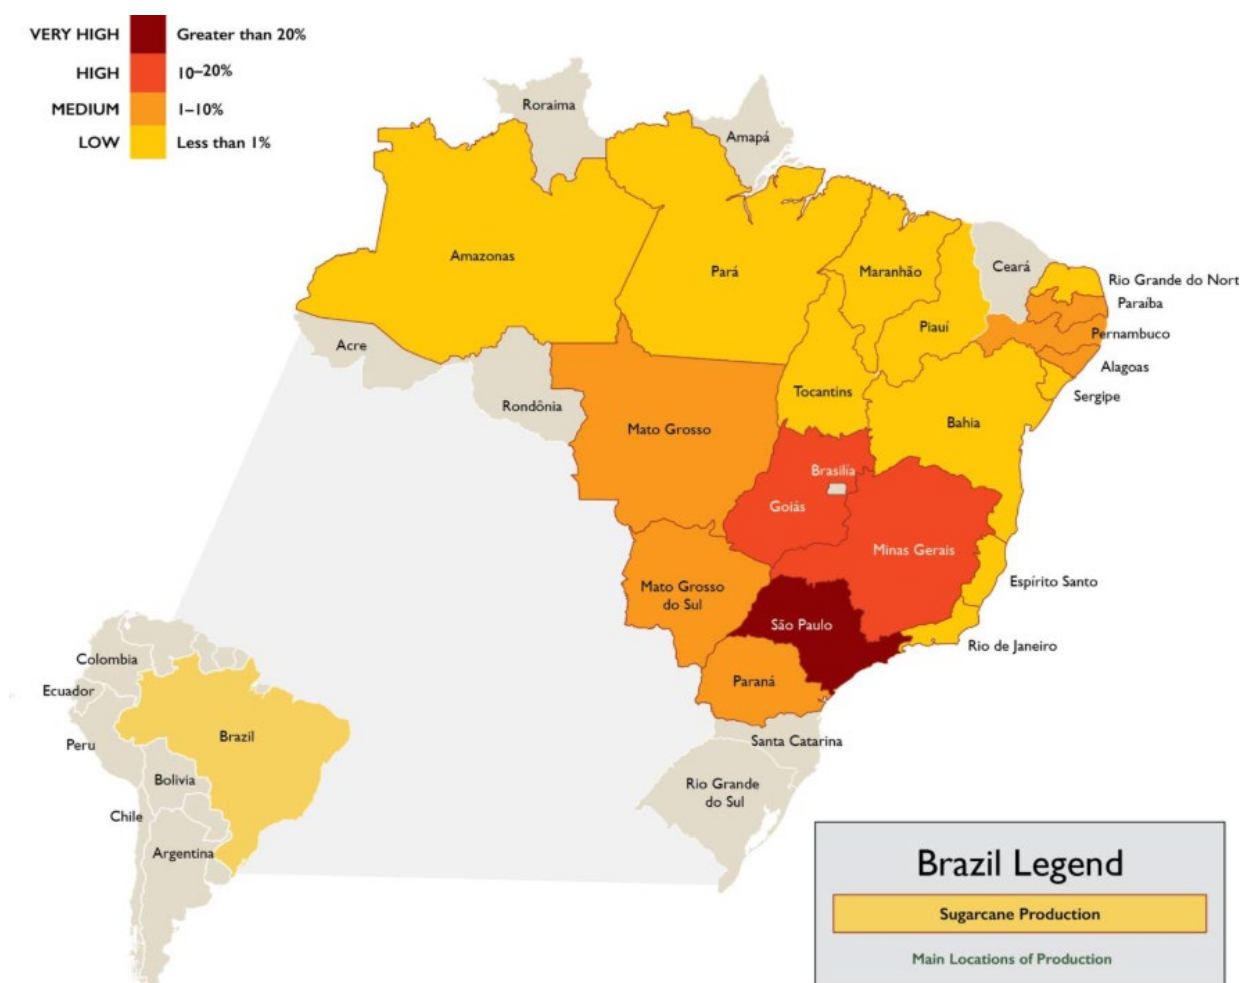 VERY HIGH Greater than 20%
HIGH 10–20%
MEDIUM 1–10%
LOW Less than 1%
Roraima
Amapá
Amazonas
Pará
Maranhão
Ceará
Rio Grande do Nort
Paraíba
Piauí
Pernambuco
Acre
Alagoas
Tocantins
Sergipe
Rondônia
Bahia
Mato Grosso
Brasília
Goiás
Minas Gerais
Espírito Santo
Mato Grosso
do Sul
São Paulo
Rio de Janeiro
Paraná
Santa Catarina
Rio Grande
do Sul
Colombia
Ecuador
Peru
Brazil
Bolivia
Chile
Argentina
Brazil Legend
Sugarcane Production
Main Locations of Production